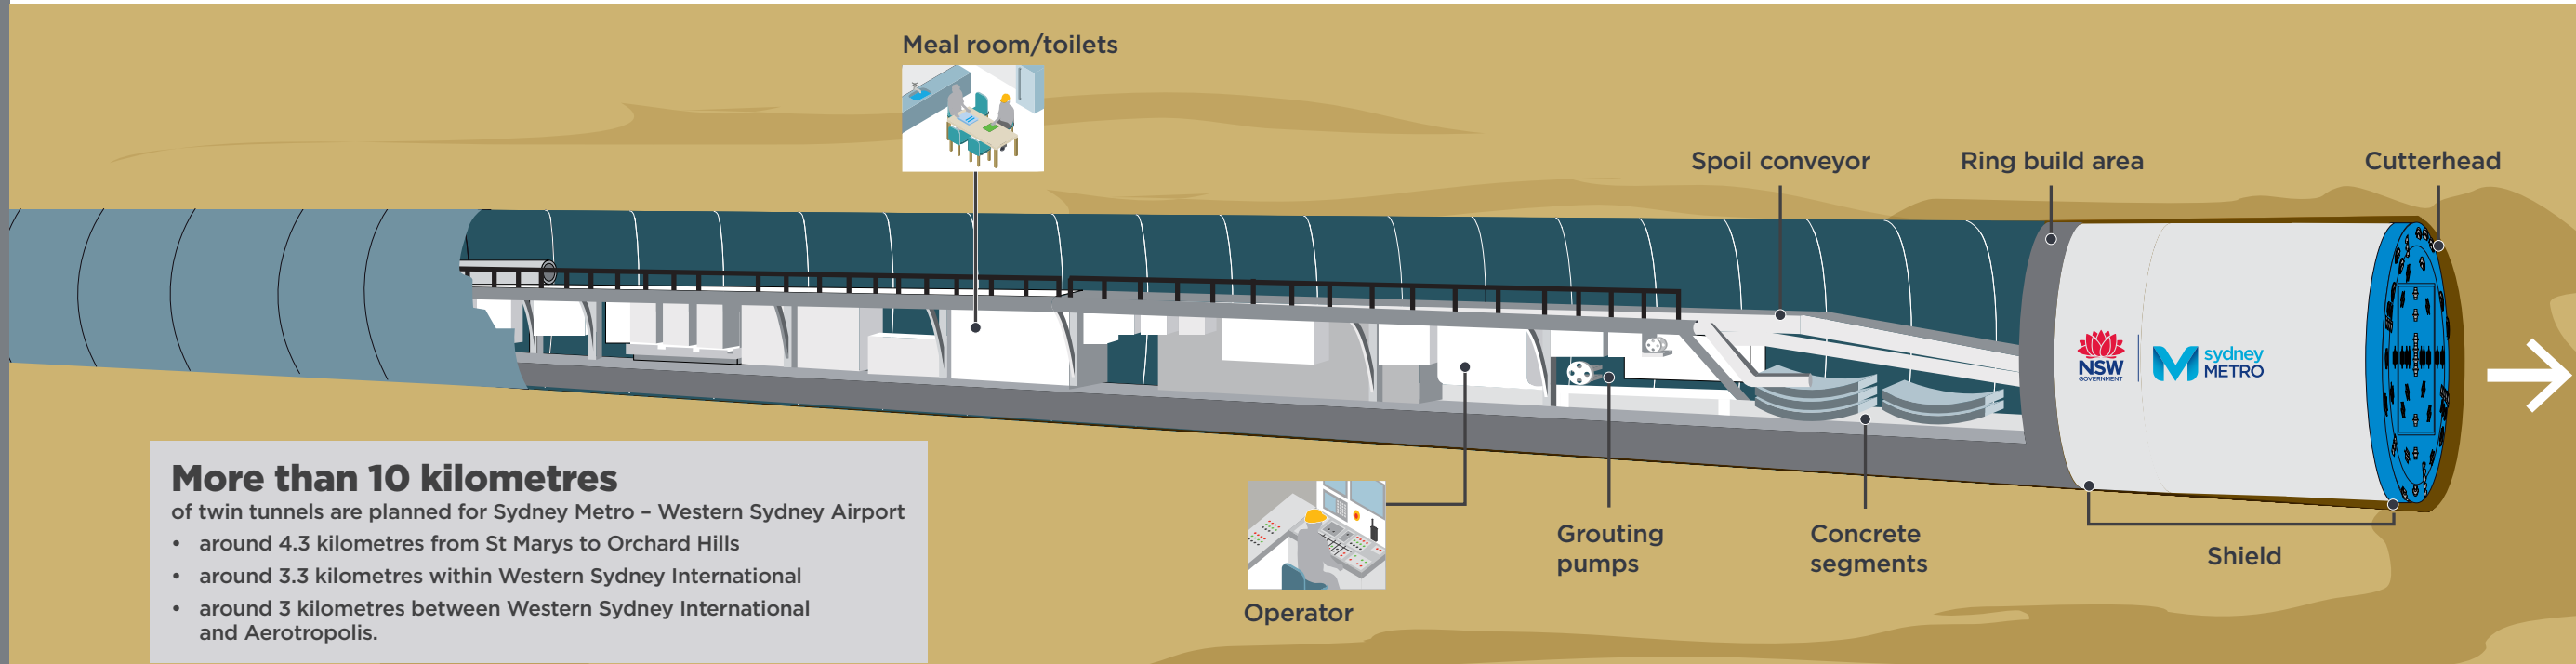 Meal room/toilets
Spoil conveyor
Ring build area
Cutterhead
NSW
GOVERNMENT
sydney
METRO
More than 10 kilometres
of twin tunnels are planned for Sydney Metro – Western Sydney Airport
• around 4.3 kilometres from St Marys to Orchard Hills
• around 3.3 kilometres within Western Sydney International
• around 3 kilometres between Western Sydney International
and Aerotropolis.
Operator
Grouting
pumps
Concrete
segments
Shield